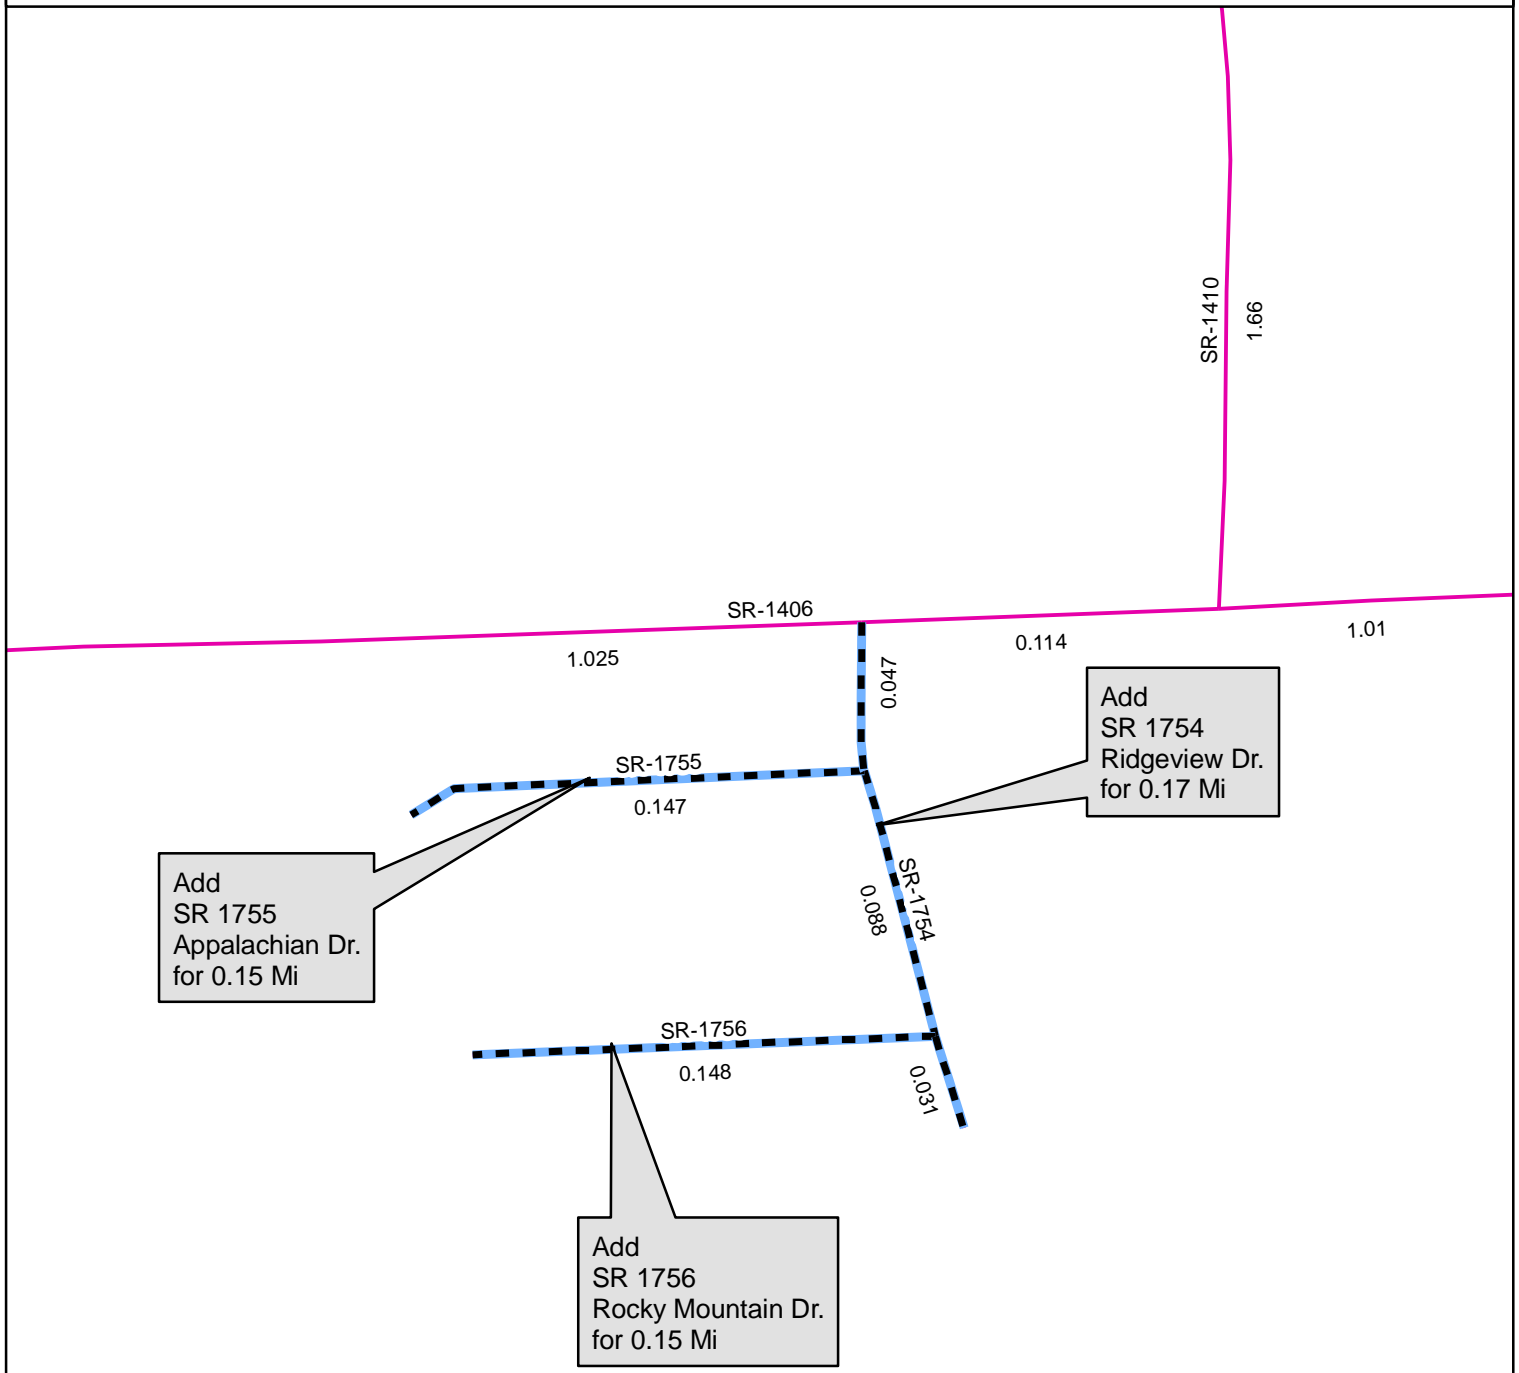 SR-1410
1.66
SR-1406
1.025
0.114
1.01
0.047
Add
SR 1754
Ridgeview Dr.
for 0.17 Mi
SR-1755
0.147
SR-1754
0.088
Add
SR 1755
Appalachian Dr.
for 0.15 Mi
SR-1756
0.148
0.031
Add
SR 1756
Rocky Mountain Dr.
for 0.15 Mi